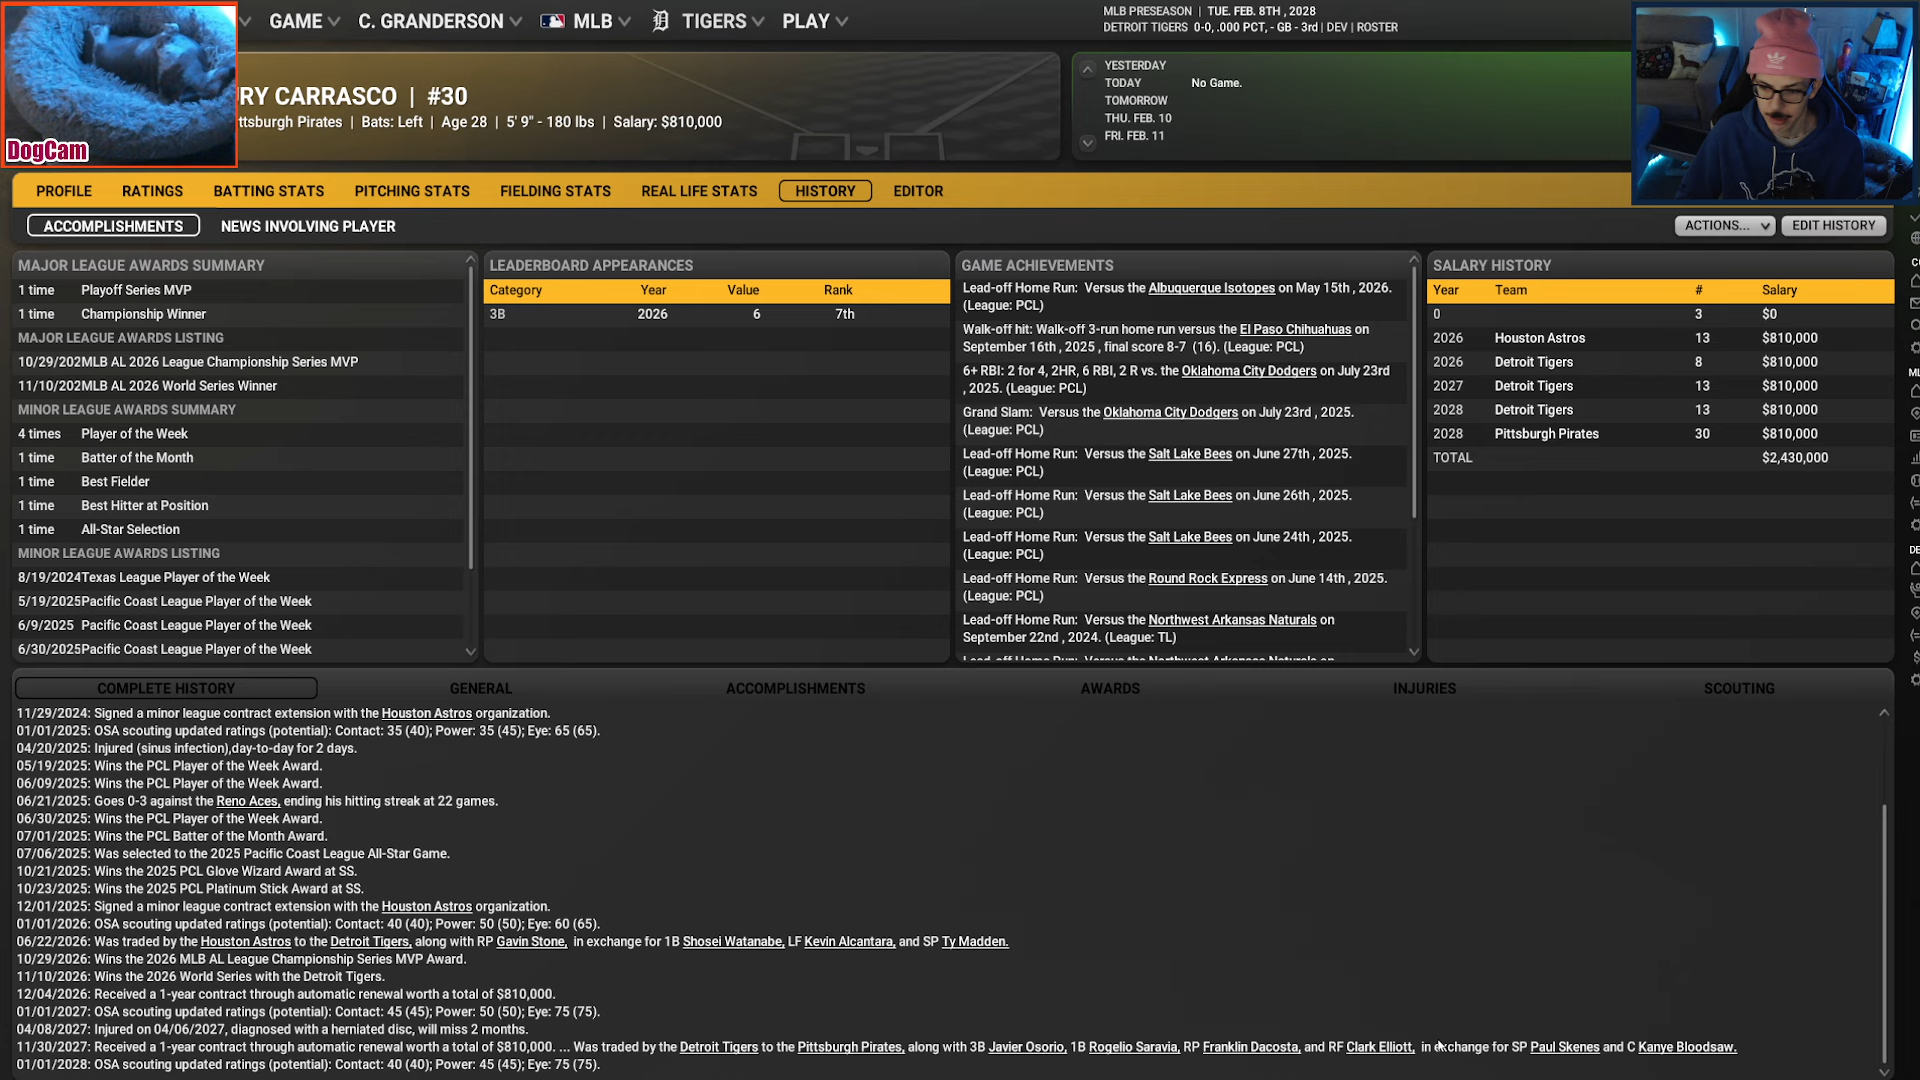 GAME
C. GRANDERSON
MLB
TIGERS
PLAY
MLB PRESEASON | TUE. FEB. 8TH , 2028
DETROIT TIGERS 0-0, .000 PCT, - GB - 3rd | DEV | ROSTER
DogCam
RY CARRASCO | #30
ttsburgh Pirates | Bats: Left | Age 28 | 5' 9" - 180 lbs | Salary: $810,000
YESTERDAY
TODAY No Game.
TOMORROW
THU. FEB. 10
FRI. FEB. 11
PROFILE RATINGS BATTING STATS PITCHING STATS FIELDING STATS REAL LIFE STATS HISTORY EDITOR
ACCOMPLISHMENTS NEWS INVOLVING PLAYER ACTIONS... EDIT HISTORY
MAJOR LEAGUE AWARDS SUMMARY
1 time Playoff Series MVP
1 time Championship Winner
MAJOR LEAGUE AWARDS LISTING
10/29/202MLB AL 2026 League Championship Series MVP
11/10/202MLB AL 2026 World Series Winner
MINOR LEAGUE AWARDS SUMMARY
4 times Player of the Week
1 time Batter of the Month
1 time Best Fielder
1 time Best Hitter at Position
1 time All-Star Selection
MINOR LEAGUE AWARDS LISTING
8/19/2024Texas League Player of the Week
5/19/2025Pacific Coast League Player of the Week
6/9/2025 Pacific Coast League Player of the Week
6/30/2025Pacific Coast League Player of the Week
LEADERBOARD APPEARANCES
Category Year Value Rank
3B 2026 6 7th
GAME ACHIEVEMENTS
Lead-off Home Run: Versus the Albuquerque Isotopes on May 15th , 2026.
(League: PCL)
Walk-off hit: Walk-off 3-run home run versus the El Paso Chihuahuas on
September 16th , 2025 , final score 8-7 (16). (League: PCL)
6+ RBI: 2 for 4, 2HR, 6 RBI, 2 R vs. the Oklahoma City Dodgers on July 23rd
, 2025. (League: PCL)
Grand Slam: Versus the Oklahoma City Dodgers on July 23rd , 2025.
(League: PCL)
Lead-off Home Run: Versus the Salt Lake Bees on June 27th , 2025.
(League: PCL)
Lead-off Home Run: Versus the Salt Lake Bees on June 26th , 2025.
(League: PCL)
Lead-off Home Run: Versus the Salt Lake Bees on June 24th , 2025.
(League: PCL)
Lead-off Home Run: Versus the Round Rock Express on June 14th , 2025.
(League: PCL)
Lead-off Home Run: Versus the Northwest Arkansas Naturals on
September 22nd , 2024. (League: TL)
Lead-off Home Run: Versus the Northwest Arkansas Naturals on
SALARY HISTORY
Year Team # Salary
0 3 $0
2026 Houston Astros 13 $810,000
2026 Detroit Tigers 8 $810,000
2027 Detroit Tigers 13 $810,000
2028 Detroit Tigers 13 $810,000
2028 Pittsburgh Pirates 30 $810,000
TOTAL $2,430,000
COMPLETE HISTORY GENERAL ACCOMPLISHMENTS AWARDS INJURIES SCOUTING
11/29/2024: Signed a minor league contract extension with the Houston Astros organization.
01/01/2025: OSA scouting updated ratings (potential): Contact: 35 (40); Power: 35 (45); Eye: 65 (65).
04/20/2025: Injured (sinus infection),day-to-day for 2 days.
05/19/2025: Wins the PCL Player of the Week Award.
06/09/2025: Wins the PCL Player of the Week Award.
06/21/2025: Goes 0-3 against the Reno Aces, ending his hitting streak at 22 games.
06/30/2025: Wins the PCL Player of the Week Award.
07/01/2025: Wins the PCL Batter of the Month Award.
07/06/2025: Was selected to the 2025 Pacific Coast League All-Star Game.
10/21/2025: Wins the 2025 PCL Glove Wizard Award at SS.
10/23/2025: Wins the 2025 PCL Platinum Stick Award at SS.
12/01/2025: Signed a minor league contract extension with the Houston Astros organization.
01/01/2026: OSA scouting updated ratings (potential): Contact: 40 (40); Power: 50 (50); Eye: 60 (65).
06/22/2026: Was traded by the Houston Astros to the Detroit Tigers, along with RP Gavin Stone, in exchange for 1B Shosei Watanabe, LF Kevin Alcantara, and SP Ty Madden.
10/29/2026: Wins the 2026 MLB AL League Championship Series MVP Award.
11/10/2026: Wins the 2026 World Series with the Detroit Tigers.
12/04/2026: Received a 1-year contract through automatic renewal worth a total of $810,000.
01/01/2027: OSA scouting updated ratings (potential): Contact: 45 (45); Power: 50 (50); Eye: 75 (75).
04/08/2027: Injured on 04/06/2027, diagnosed with a herniated disc, will miss 2 months.
11/30/2027: Received a 1-year contract through automatic renewal worth a total of $810,000. ... Was traded by the Detroit Tigers to the Pittsburgh Pirates, along with 3B Javier Osorio, 1B Rogelio Saravia, RP Franklin Dacosta, and RF Clark Elliott, in exchange for SP Paul Skenes and C Kanye Bloodsaw.
01/01/2028: OSA scouting updated ratings (potential): Contact: 40 (40); Power: 45 (45); Eye: 75 (75).